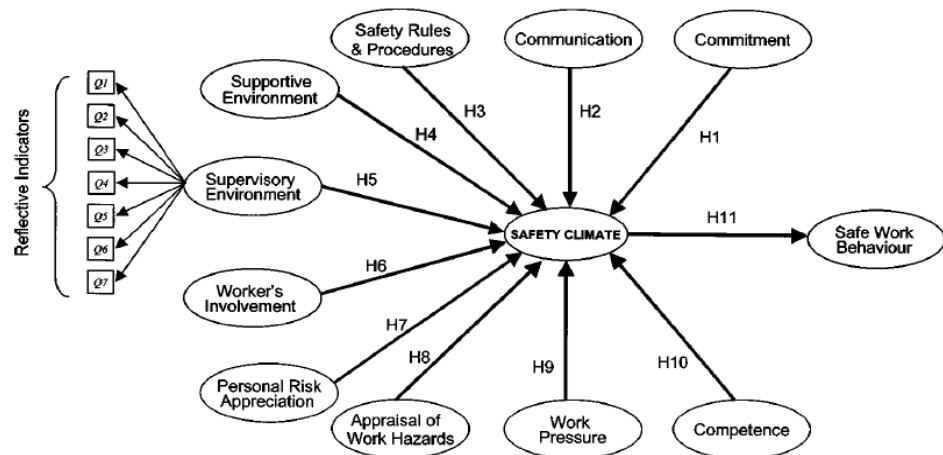 Safety Rules
& Procedures
Communication
Commitment
Supportive
Environment
H4
H3
H2
H1
Reflective Indicators
Q1
Q2
Q3
Q4
Q5
Q6
Q7
Supervisory
Environment
H5
SAFETY CLIMATE
H11
Safe Work
Behaviour
Worker's
Involvement
H6
H7
H8
H9
H10
Personal Risk
Appreciation
Appraisal of
Work Hazards
Work
Pressure
Competence